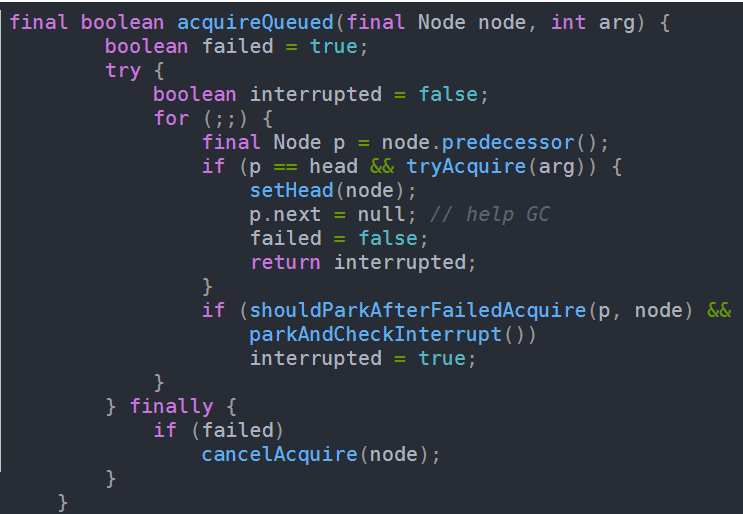 final boolean acquireQueued(final Node node, int arg) {
        boolean failed = true;
        try {
            boolean interrupted = false;
            for (;;) {
                final Node p = node.predecessor();
                if (p == head && tryAcquire(arg)) {
                    setHead(node);
                    p.next = null; // help GC
                    failed = false;
                    return interrupted;
                }
                if (shouldParkAfterFailedAcquire(p, node) &&
                    parkAndCheckInterrupt())
                    interrupted = true;
            }
        } finally {
            if (failed)
                cancelAcquire(node);
        }
    }